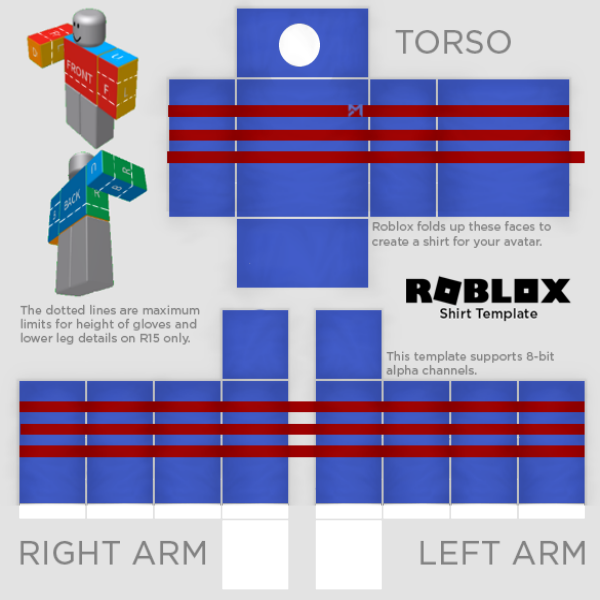 TORSO
FRONT
F
L
R
D
BACK
Roblox folds up these faces to
create a shirt for your avatar.
ROBLOX
Shirt Template
The dotted lines are maximum
limits for height of gloves and
lower leg details on R15 only.
This template supports 8-bit
alpha channels.
RIGHT ARM
LEFT ARM